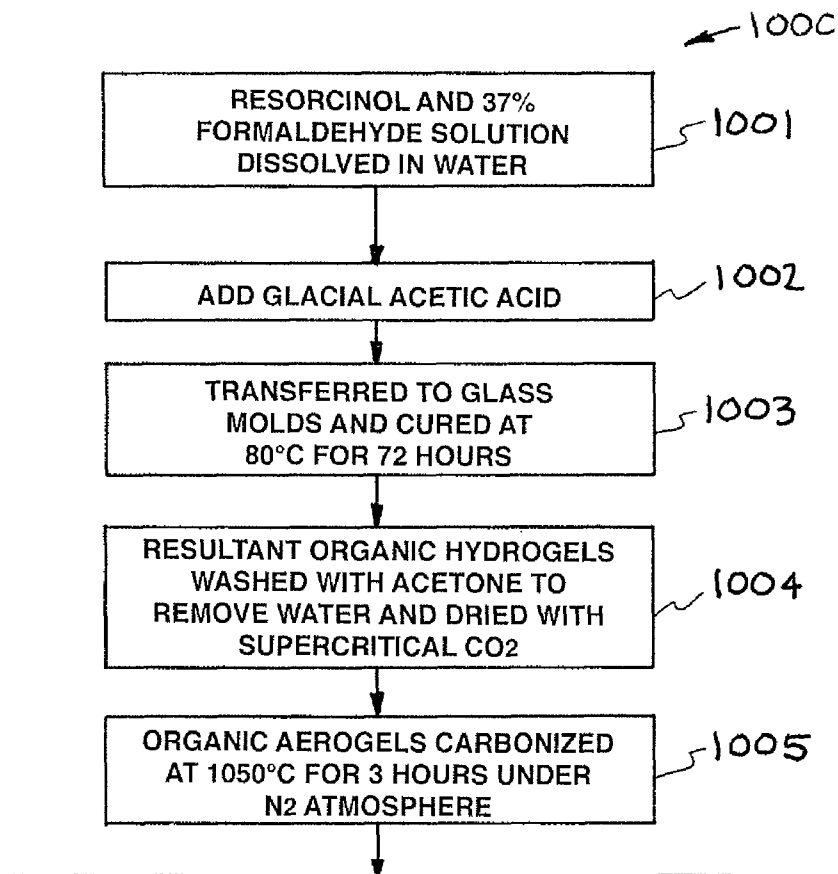 1000
RESORCINOL AND 37%
FORMALDEHYDE SOLUTION
DISSOLVED IN WATER
1001
ADD GLACIAL ACETIC ACID
1002
TRANSFERRED TO GLASS
MOLDS AND CURED AT
80°C FOR 72 HOURS
1003
RESULTANT ORGANIC HYDROGELS
WASHED WITH ACETONE TO
REMOVE WATER AND DRIED WITH
SUPERCRITICAL CO2
1004
ORGANIC AEROGELS CARBONIZED
AT 1050°C FOR 3 HOURS UNDER
N2 ATMOSPHERE
1005